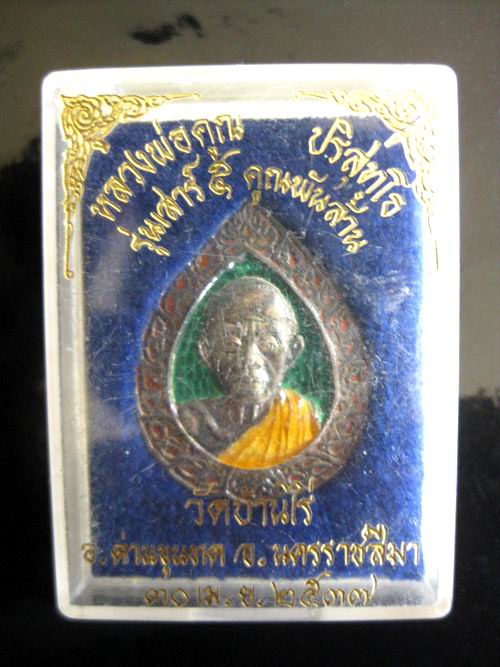 หลวงพ่อคูณ ปริสุทฺโธ
รุ่นเสาร์ ๕ คูณพันล้าน
วัดบ้านไร่
อ.ด่านขุนทด จ.นครราชสีมา
๓๐ เม.ย. ๒๕๓๗